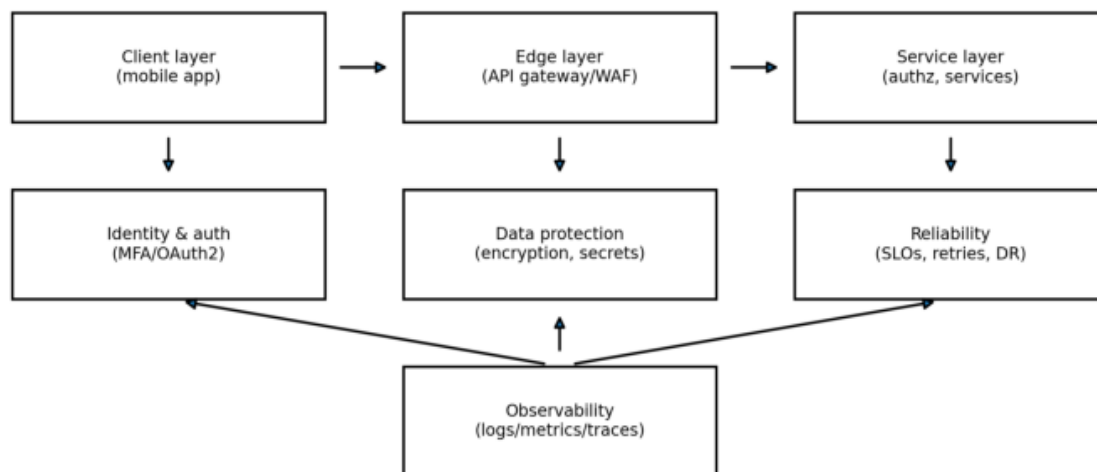 Client layer
(mobile app)
Edge layer
(API gateway/WAF)
Service layer
(authz, services)
Identity & auth
(MFA/OAuth2)
Data protection
(encryption, secrets)
Reliability
(SLOs, retries, DR)
Observability
(logs/metrics/traces)